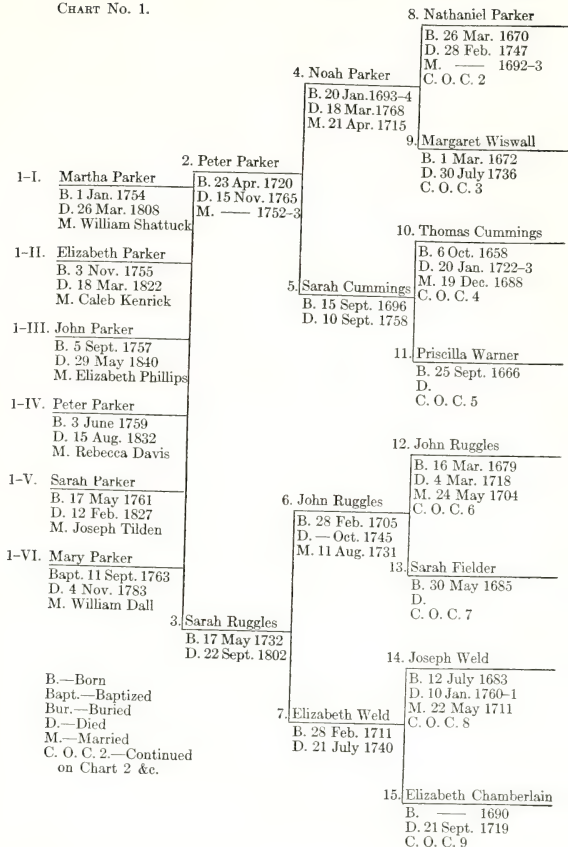 CHART No. 1.
1-I. Martha Parker
B. 1 Jan. 1754
D. 26 Mar. 1808
M. William Shattuck
1-II. Elizabeth Parker
B. 3 Nov. 1755
D. 18 Mar. 1822
M. Caleb Kenrick
1-III. John Parker
B. 5 Sept. 1757
D. 29 May 1840
M. Elizabeth Phillips
1-IV. Peter Parker
B. 3 June 1759
D. 15 Aug. 1832
M. Rebecca Davis
1-V. Sarah Parker
B. 17 May 1761
D. 12 Feb. 1827
M. Joseph Tilden
1-VI. Mary Parker
Bapt. 11 Sept. 1763
D. 4 Nov. 1783
M. William Dall
B.—Born
Bapt.—Baptized
Bur.—Buried
D.—Died
M.—Married
C. O. C. 2.—Continued
on Chart 2 &c.
2. Peter Parker
B. 23 Apr. 1720
D. 15 Nov. 1765
M. —— 1752-3
3. Sarah Ruggles
B. 17 May 1732
D. 22 Sept. 1802
4. Noah Parker
B. 20 Jan. 1693-4
D. 18 Mar. 1768
M. 21 Apr. 1715
5. Sarah Cummings
B. 15 Sept. 1696
D. 10 Sept. 1758
6. John Ruggles
B. 28 Feb. 1705
D. — Oct. 1745
M. 11 Aug. 1731
7. Elizabeth Weld
B. 28 Feb. 1711
D. 21 July 1740
8. Nathaniel Parker
B. 26 Mar. 1670
D. 28 Feb. 1747
M. —— 1692-3
C. O. C. 2
9. Margaret Wiswall
B. 1 Mar. 1672
D. 30 July 1736
C. O. C. 3
10. Thomas Cummings
B. 6 Oct. 1658
D. 20 Jan. 1722-3
M. 19 Dec. 1688
C. O. C. 4
11. Priscilla Warner
B. 25 Sept. 1666
D.
C. O. C. 5
12. John Ruggles
B. 16 Mar. 1679
D. 4 Mar. 1718
M. 24 May 1704
C. O. C. 6
13. Sarah Fielder
B. 30 May 1685
D.
C. O. C. 7
14. Joseph Weld
B. 12 July 1683
D. 10 Jan. 1760-1
M. 22 May 1711
C. O. C. 8
15. Elizabeth Chamberlain
B. —— 1690
D. 21 Sept. 1719
C. O. C. 9